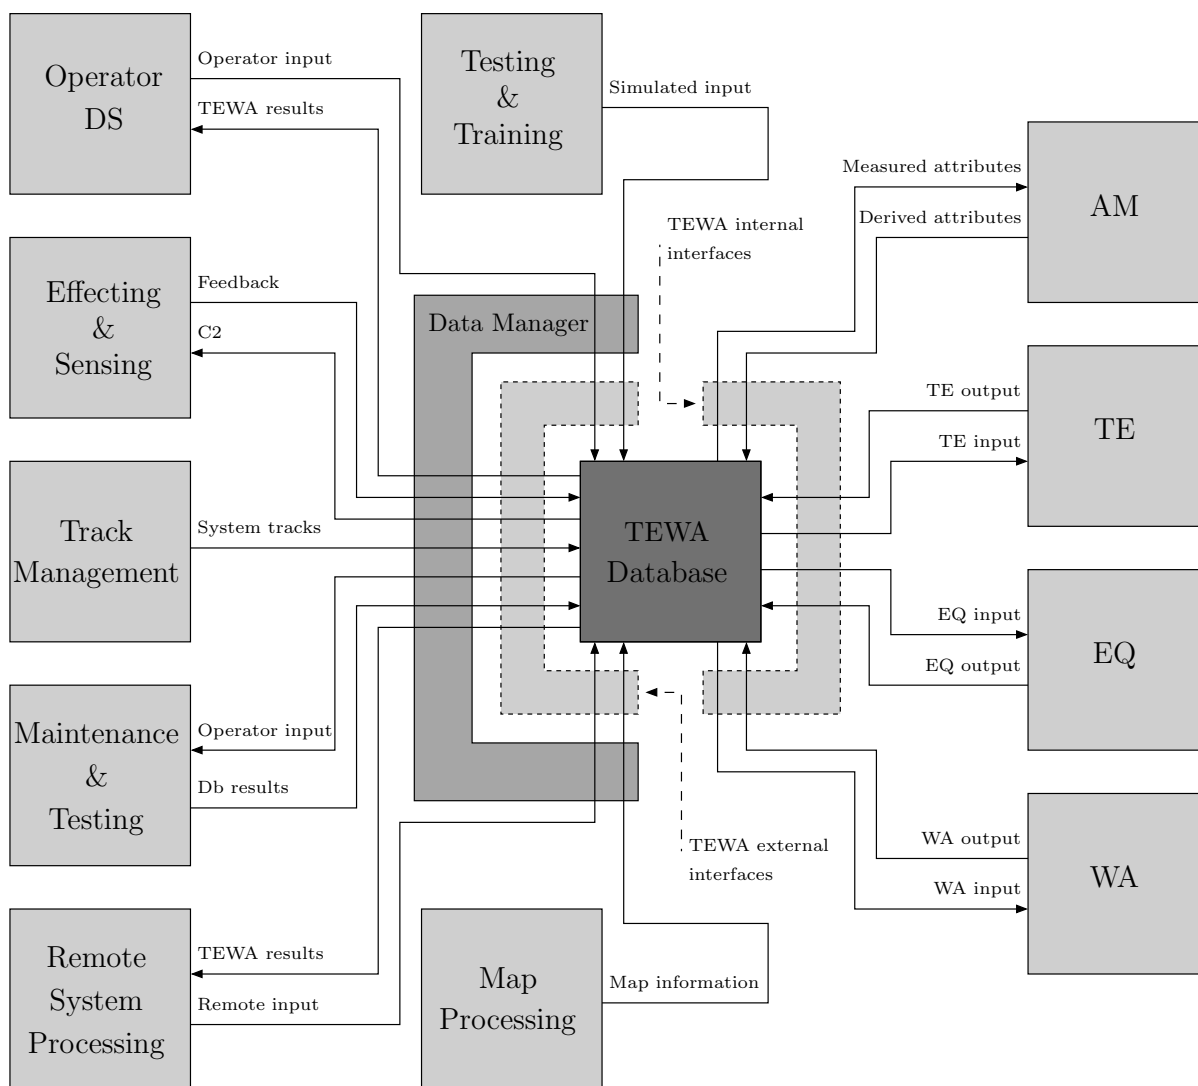 Operator
DS
Operator input
TEWA results
Testing
&
Training
Simulated input
TEWA internal
interfaces
Measured attributes
Derived attributes
AM
Effecting
&
Sensing
Feedback
C2
Data Manager
TE output
TE input
TE
Track
Management
System tracks
TEWA
Database
EQ input
EQ output
EQ
Maintenance
&
Testing
Operator input
Db results
TEWA external
interfaces
WA output
WA input
WA
Remote
System
Processing
TEWA results
Remote input
Map
Processing
Map information